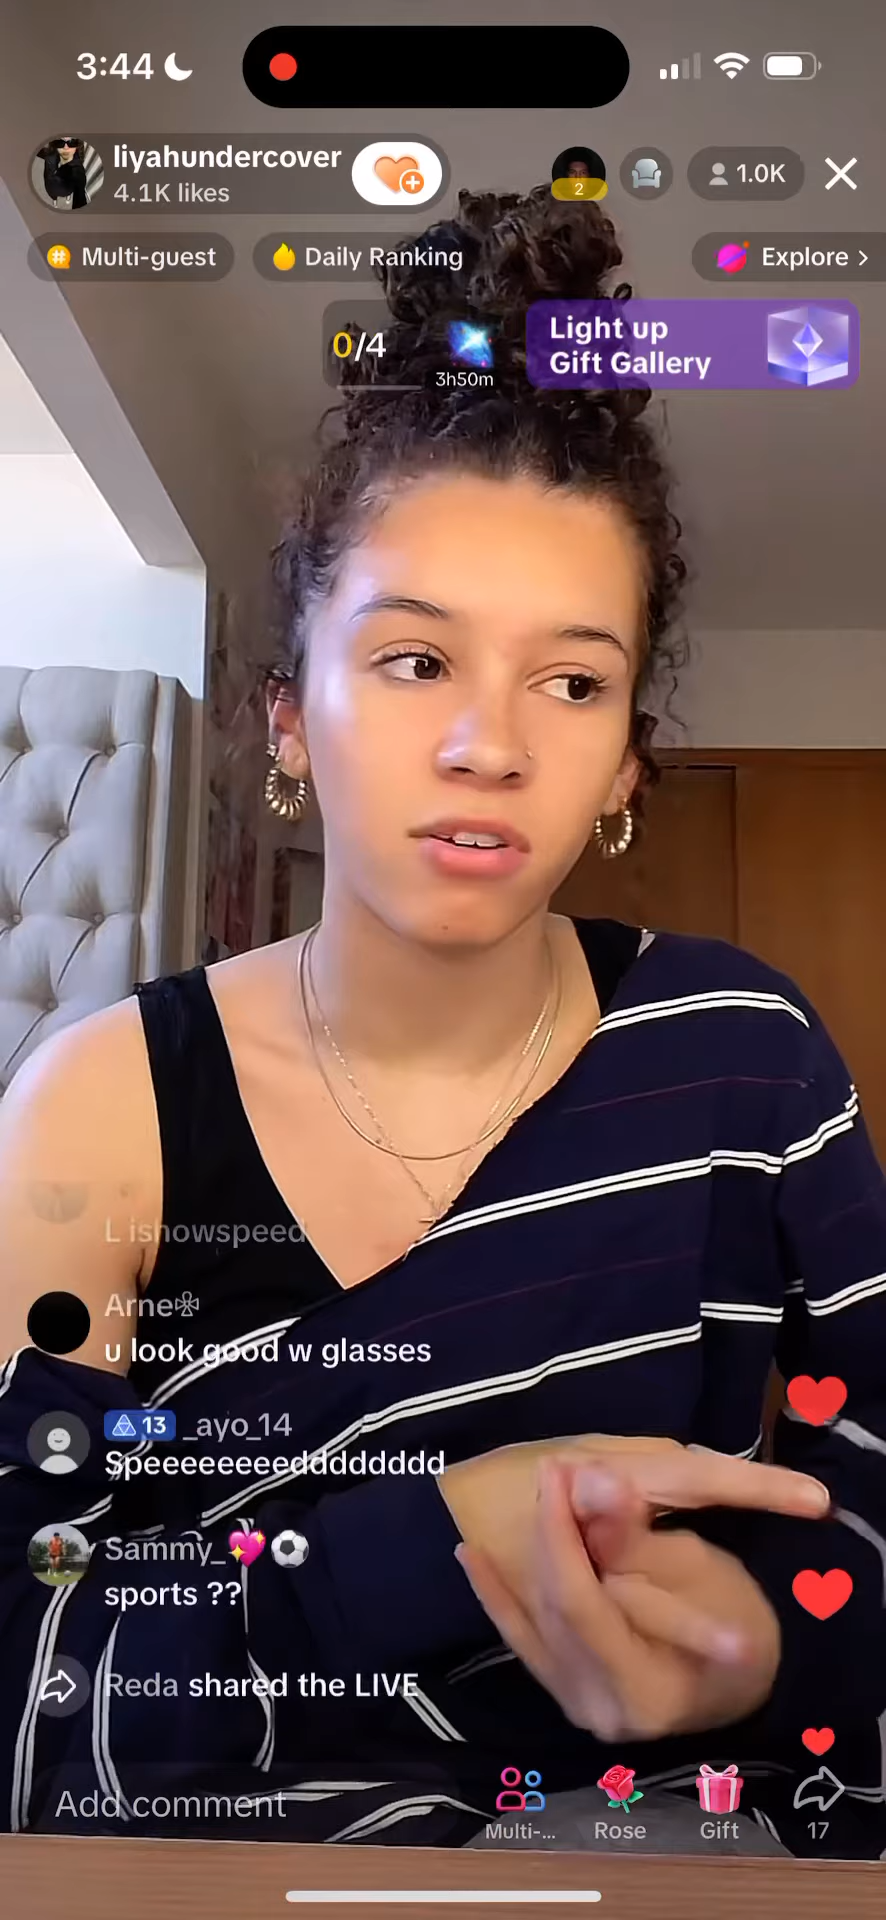 3:44
liyahundercover
4.1K likes
2
1.0K
Multi-guest
Daily Ranking
Explore >
0/4
3h50m
Light up
Gift Gallery
L ishowspeed
Arne
u look good w glasses
13 _ayo_14
Speeeeeeeedddddddd
Sammy_💖⚽
sports ??
Reda shared the LIVE
Add comment
Multi-...
Rose
Gift
17